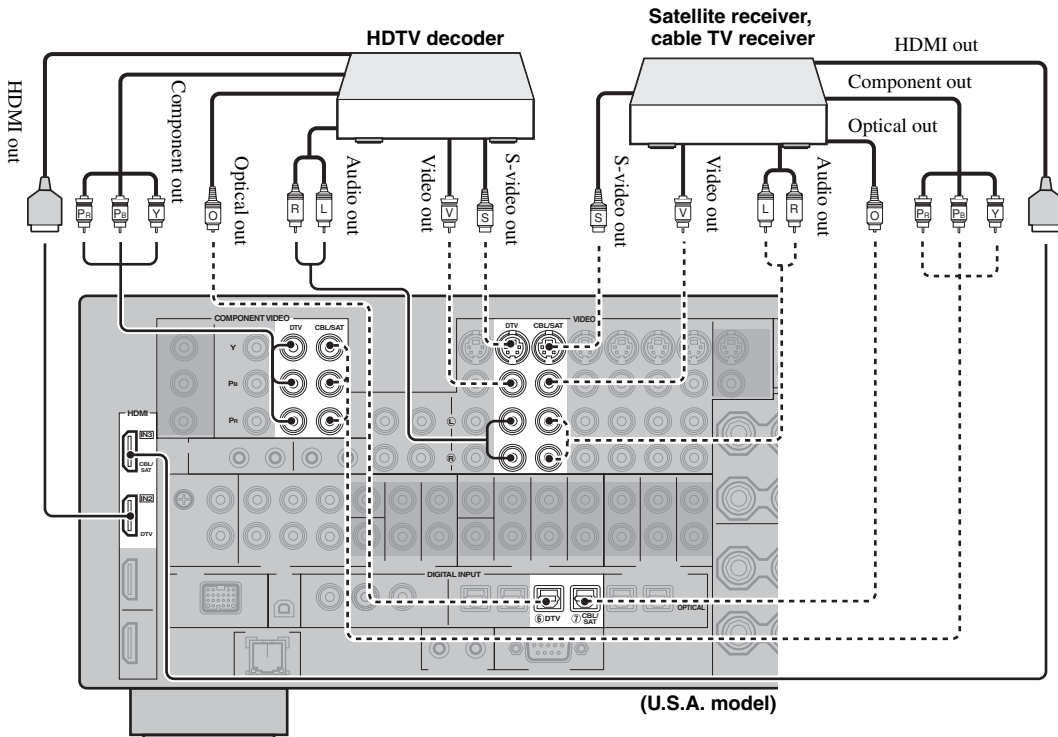 HDTV decoder
Satellite receiver,
cable TV receiver
HDMI out
Component out
Optical out
Audio out
Video out
S-video out
S-video out
Video out
Audio out
Optical out
Component out
HDMI out
PR
PB
Y
O
R
L
V
S
S
V
L
R
O
PR
PB
Y
COMPONENT VIDEO
DTV
CBL/SAT
Y
PB
PR
VIDEO
DTV
CBL/SAT
L
R
HDMI
IN3
CBL/
SAT
IN2
DTV
DIGITAL INPUT
⑥ DTV
⑦ CBL/
SAT
OPTICAL
(U.S.A. model)